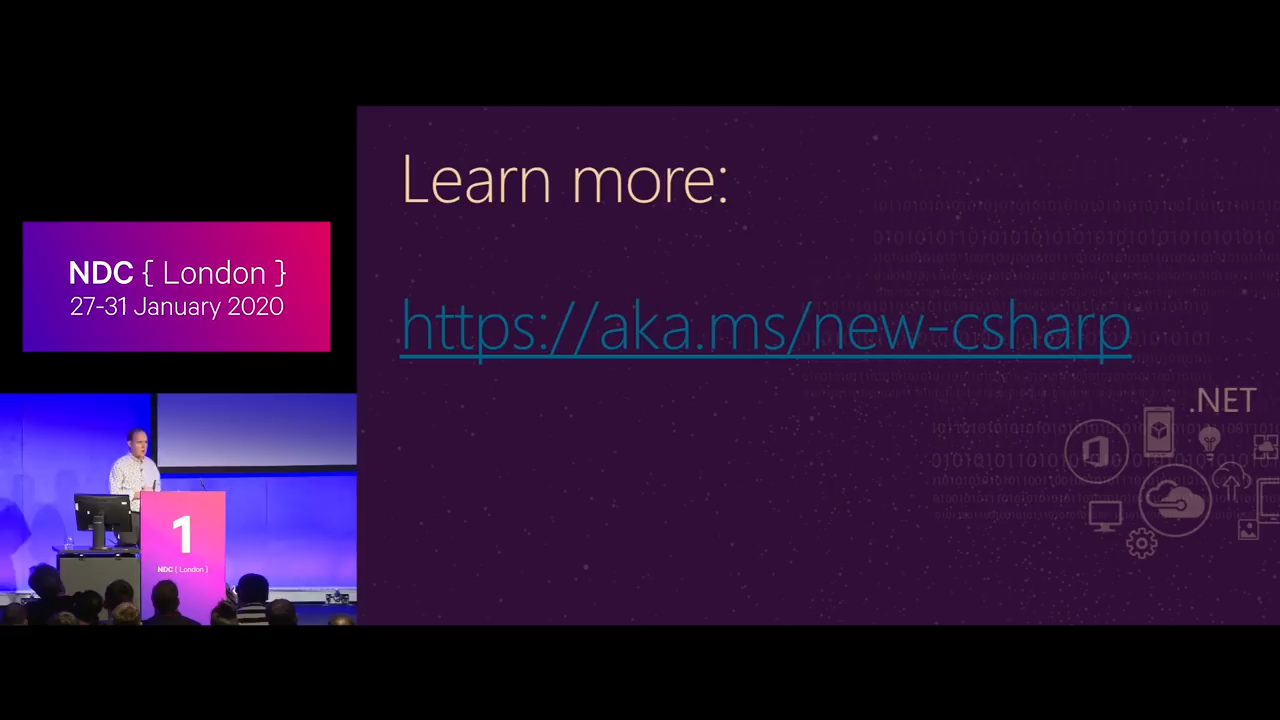 NDC { London }
27-31 January 2020
Learn more:
https://aka.ms/new-csharp
.NET
1
NDC { London }